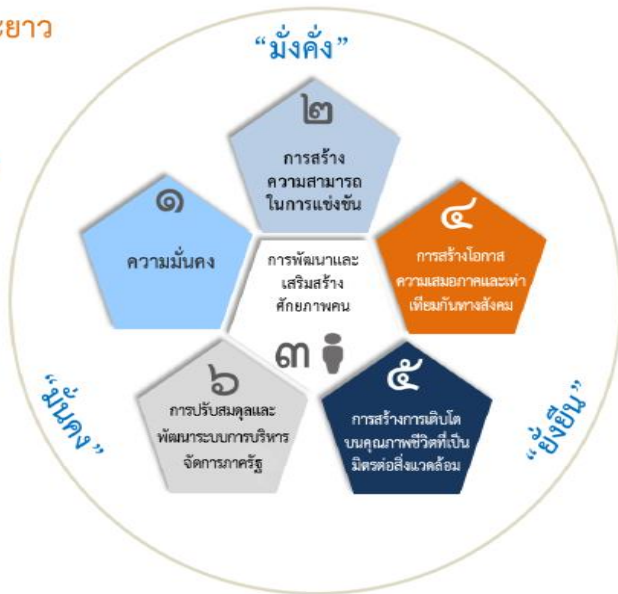 ะยาว
“มั่งคั่ง”
๒
การสร้าง
ความสามารถ
ในการแข่งขัน
๑
ความมั่นคง
๔
การสร้างโอกาส
ความเสมอภาคและเท่า
เทียมกันทางสังคม
การพัฒนาและ
เสริมสร้าง
ศักยภาพคน
๓
๖
การปรับสมดุลและ
พัฒนาระบบการบริหาร
จัดการภาครัฐ
๕
การสร้างการเติบโต
บนคุณภาพชีวิตที่เป็น
มิตรต่อสิ่งแวดล้อม
“มั่นคง”
“ยั่งยืน”